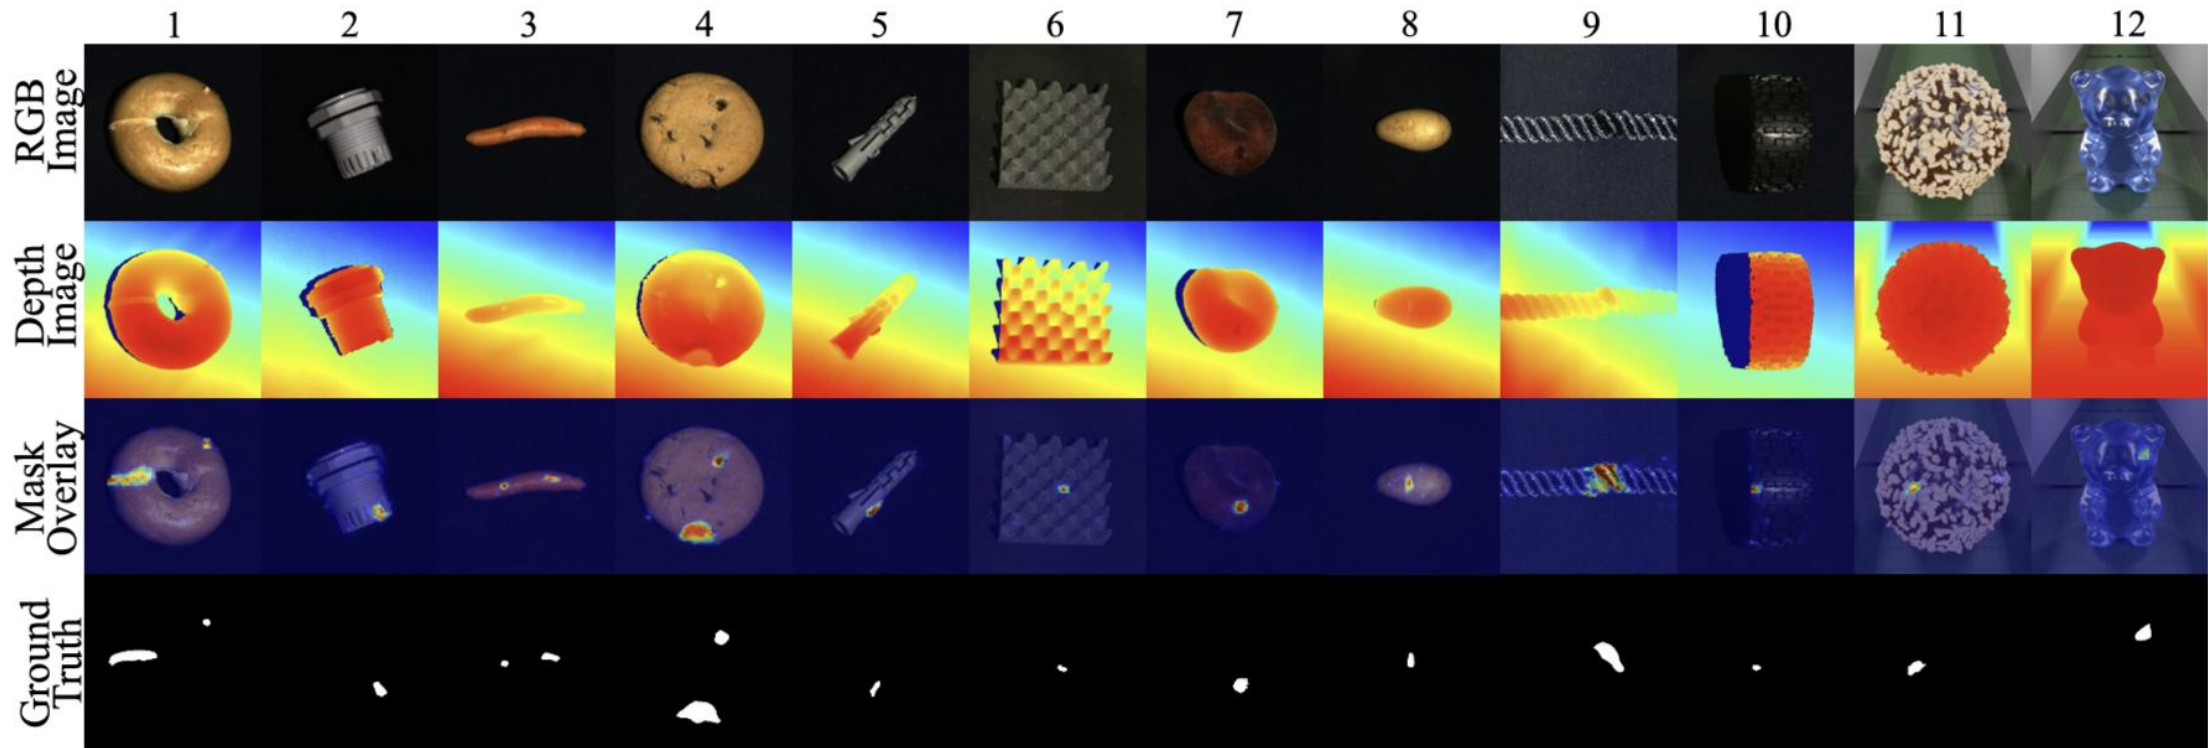 1 2 3 4 5 6 7 8 9 10 11 12
RGB
Image
Depth
Image
Mask
Overlay
Ground
Truth